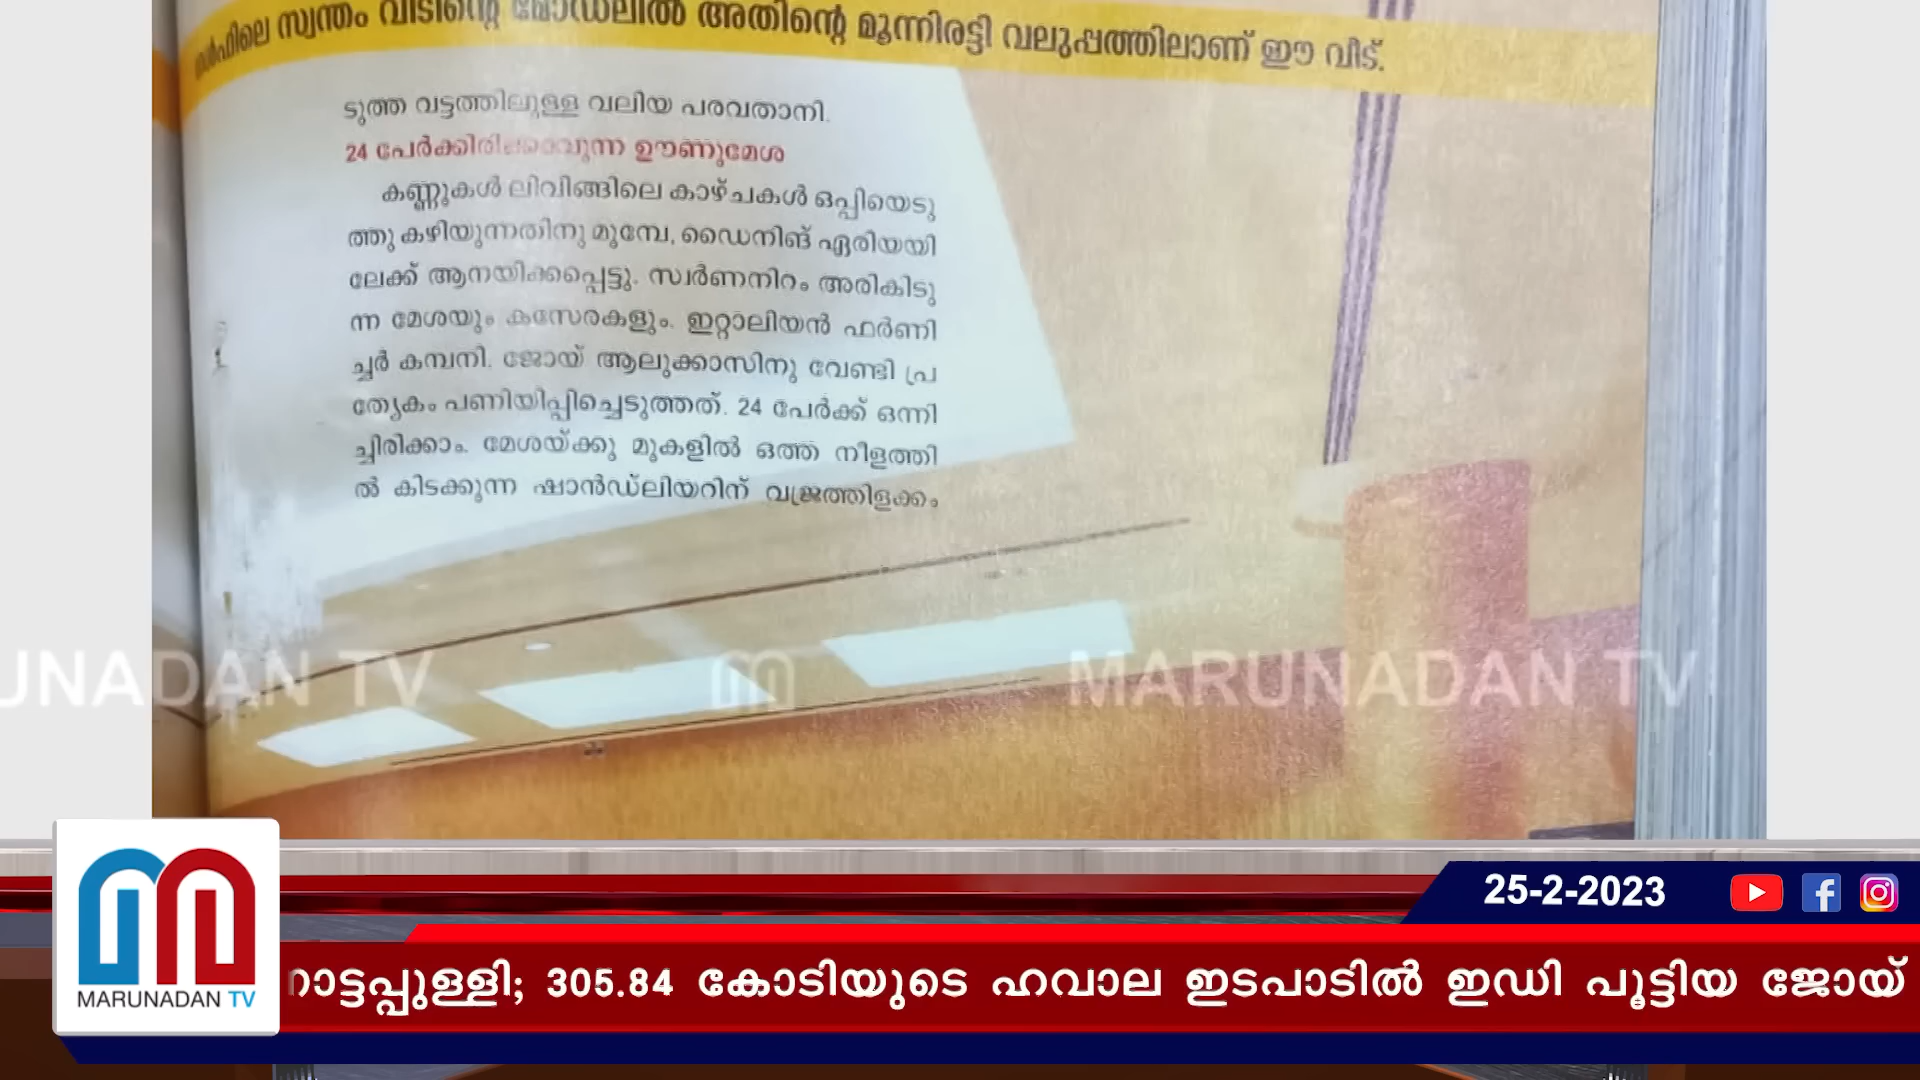 സ്വന്തം വീടിന്റെ മോഡലിൽ അതിന്റെ മൂന്നിരട്ടി വലുപ്പത്തിലാണ് ഈ വീട്.
ടുത്ത വട്ടത്തിലുള്ള വലിയ പരവതാനി.
24 പേർക്കിരിക്കാവുന്ന ഊണുമേശ
കണ്ണുകൾ ലിവിങ്ങിലെ കാഴ്ചകൾ ഒപ്പിയെടു
ത്തു കഴിയുന്നതിനു മുമ്പേ, ഡൈനിങ് ഏരിയയി
ലേക്ക് ആനയിക്കപ്പെട്ടു. സ്വർണനിറം അരികിടു
ന്ന മേശയും കസേരകളും. ഇറ്റാലിയൻ ഫർണി
ച്ചർ കമ്പനി. ജോയ് ആലുക്കാസിനു വേണ്ടി പ്ര
ത്യേകം പണിയിപ്പിച്ചെടുത്തത്. 24 പേർക്ക് ഒന്നി
ച്ചിരിക്കാം. മേശയ്ക്കു മുകളിൽ ഒത്ത നീളത്തി
ൽ കിടക്കുന്ന ഷാൻഡ്‌ലിയറിന് വജ്രത്തിളക്കം
UNADAN TV
MARUNADAN TV
25-2-2023
റാട്ടപ്പുള്ളി; 305.84 കോടിയുടെ ഹവാല ഇടപാടിൽ ഇഡി പൂട്ടിയ ജോയ്
MARUNADAN TV